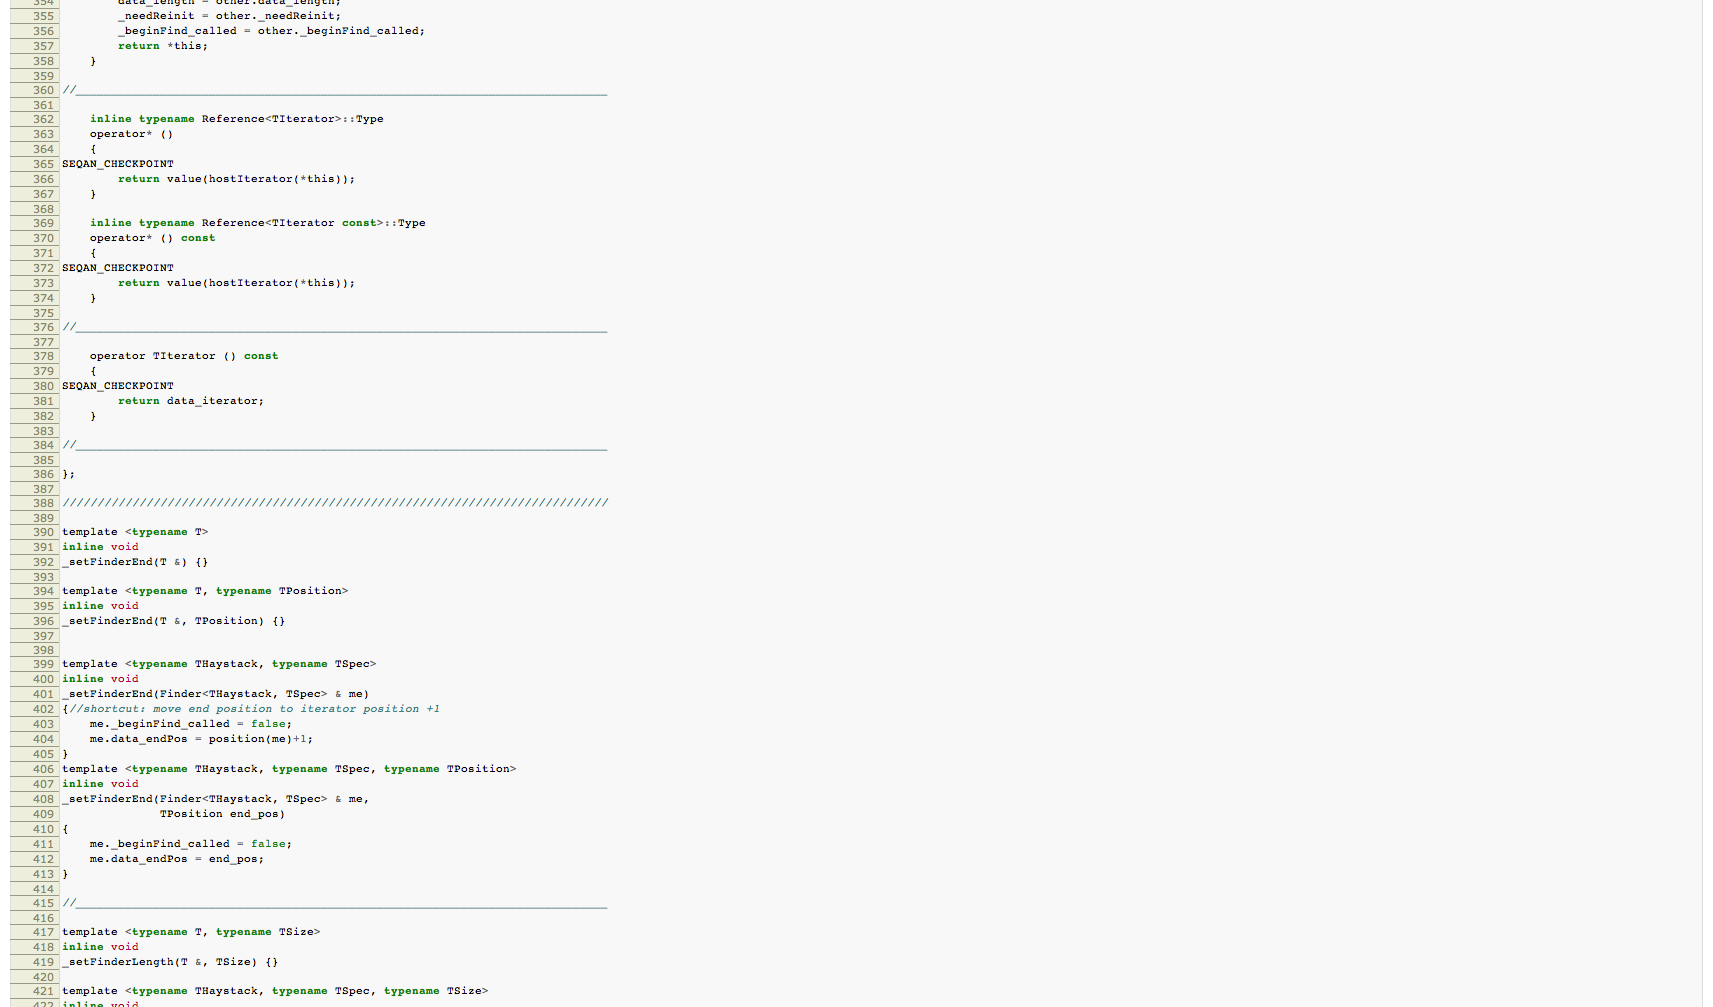 354         data_length = other.data_length;
355         _needReinit = other._needReinit;
356         _beginFind_called = other._beginFind_called;
357         return *this;
358     }
359
360 //____________________________________________________________________________
361
362     inline typename Reference<TIterator>::Type
363     operator* ()
364     {
365 SEQAN_CHECKPOINT
366         return value(hostIterator(*this));
367     }
368
369     inline typename Reference<TIterator const>::Type
370     operator* () const
371     {
372 SEQAN_CHECKPOINT
373         return value(hostIterator(*this));
374     }
375
376 //____________________________________________________________________________
377
378     operator TIterator () const
379     {
380 SEQAN_CHECKPOINT
381         return data_iterator;
382     }
383
384 //____________________________________________________________________________
385
386 };
387
388 //////////////////////////////////////////////////////////////////////////////
389
390 template <typename T>
391 inline void
392 _setFinderEnd(T &) {}
393
394 template <typename T, typename TPosition>
395 inline void
396 _setFinderEnd(T &, TPosition) {}
397
398
399 template <typename THaystack, typename TSpec>
400 inline void
401 _setFinderEnd(Finder<THaystack, TSpec> & me)
402 {//shortcut: move end position to iterator position +1
403     me._beginFind_called = false;
404     me.data_endPos = position(me)+1;
405 }
406 template <typename THaystack, typename TSpec, typename TPosition>
407 inline void
408 _setFinderEnd(Finder<THaystack, TSpec> & me,
409               TPosition end_pos)
410 {
411     me._beginFind_called = false;
412     me.data_endPos = end_pos;
413 }
414
415 //____________________________________________________________________________
416
417 template <typename T, typename TSize>
418 inline void
419 _setFinderLength(T &, TSize) {}
420
421 template <typename THaystack, typename TSpec, typename TSize>
422 inline void